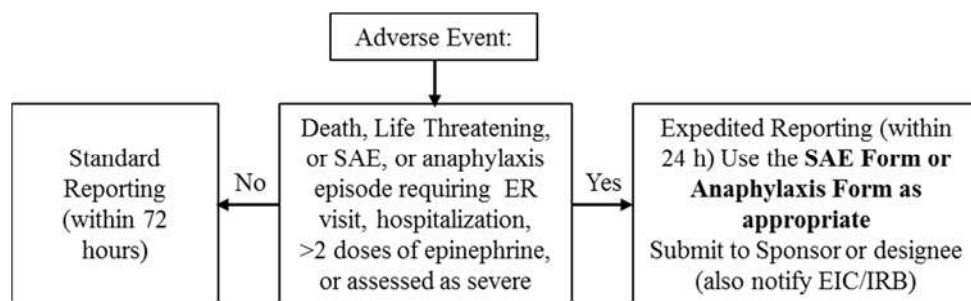 Adverse Event:
Standard
Reporting
(within 72
hours)
No
Death, Life Threatening,
or SAE, or anaphylaxis
episode requiring ER
visit, hospitalization,
>2 doses of epinephrine,
or assessed as severe
Yes
Expedited Reporting (within
24 h) Use the SAE Form or
Anaphylaxis Form as
appropriate
Submit to Sponsor or designee
(also notify EIC/IRB)